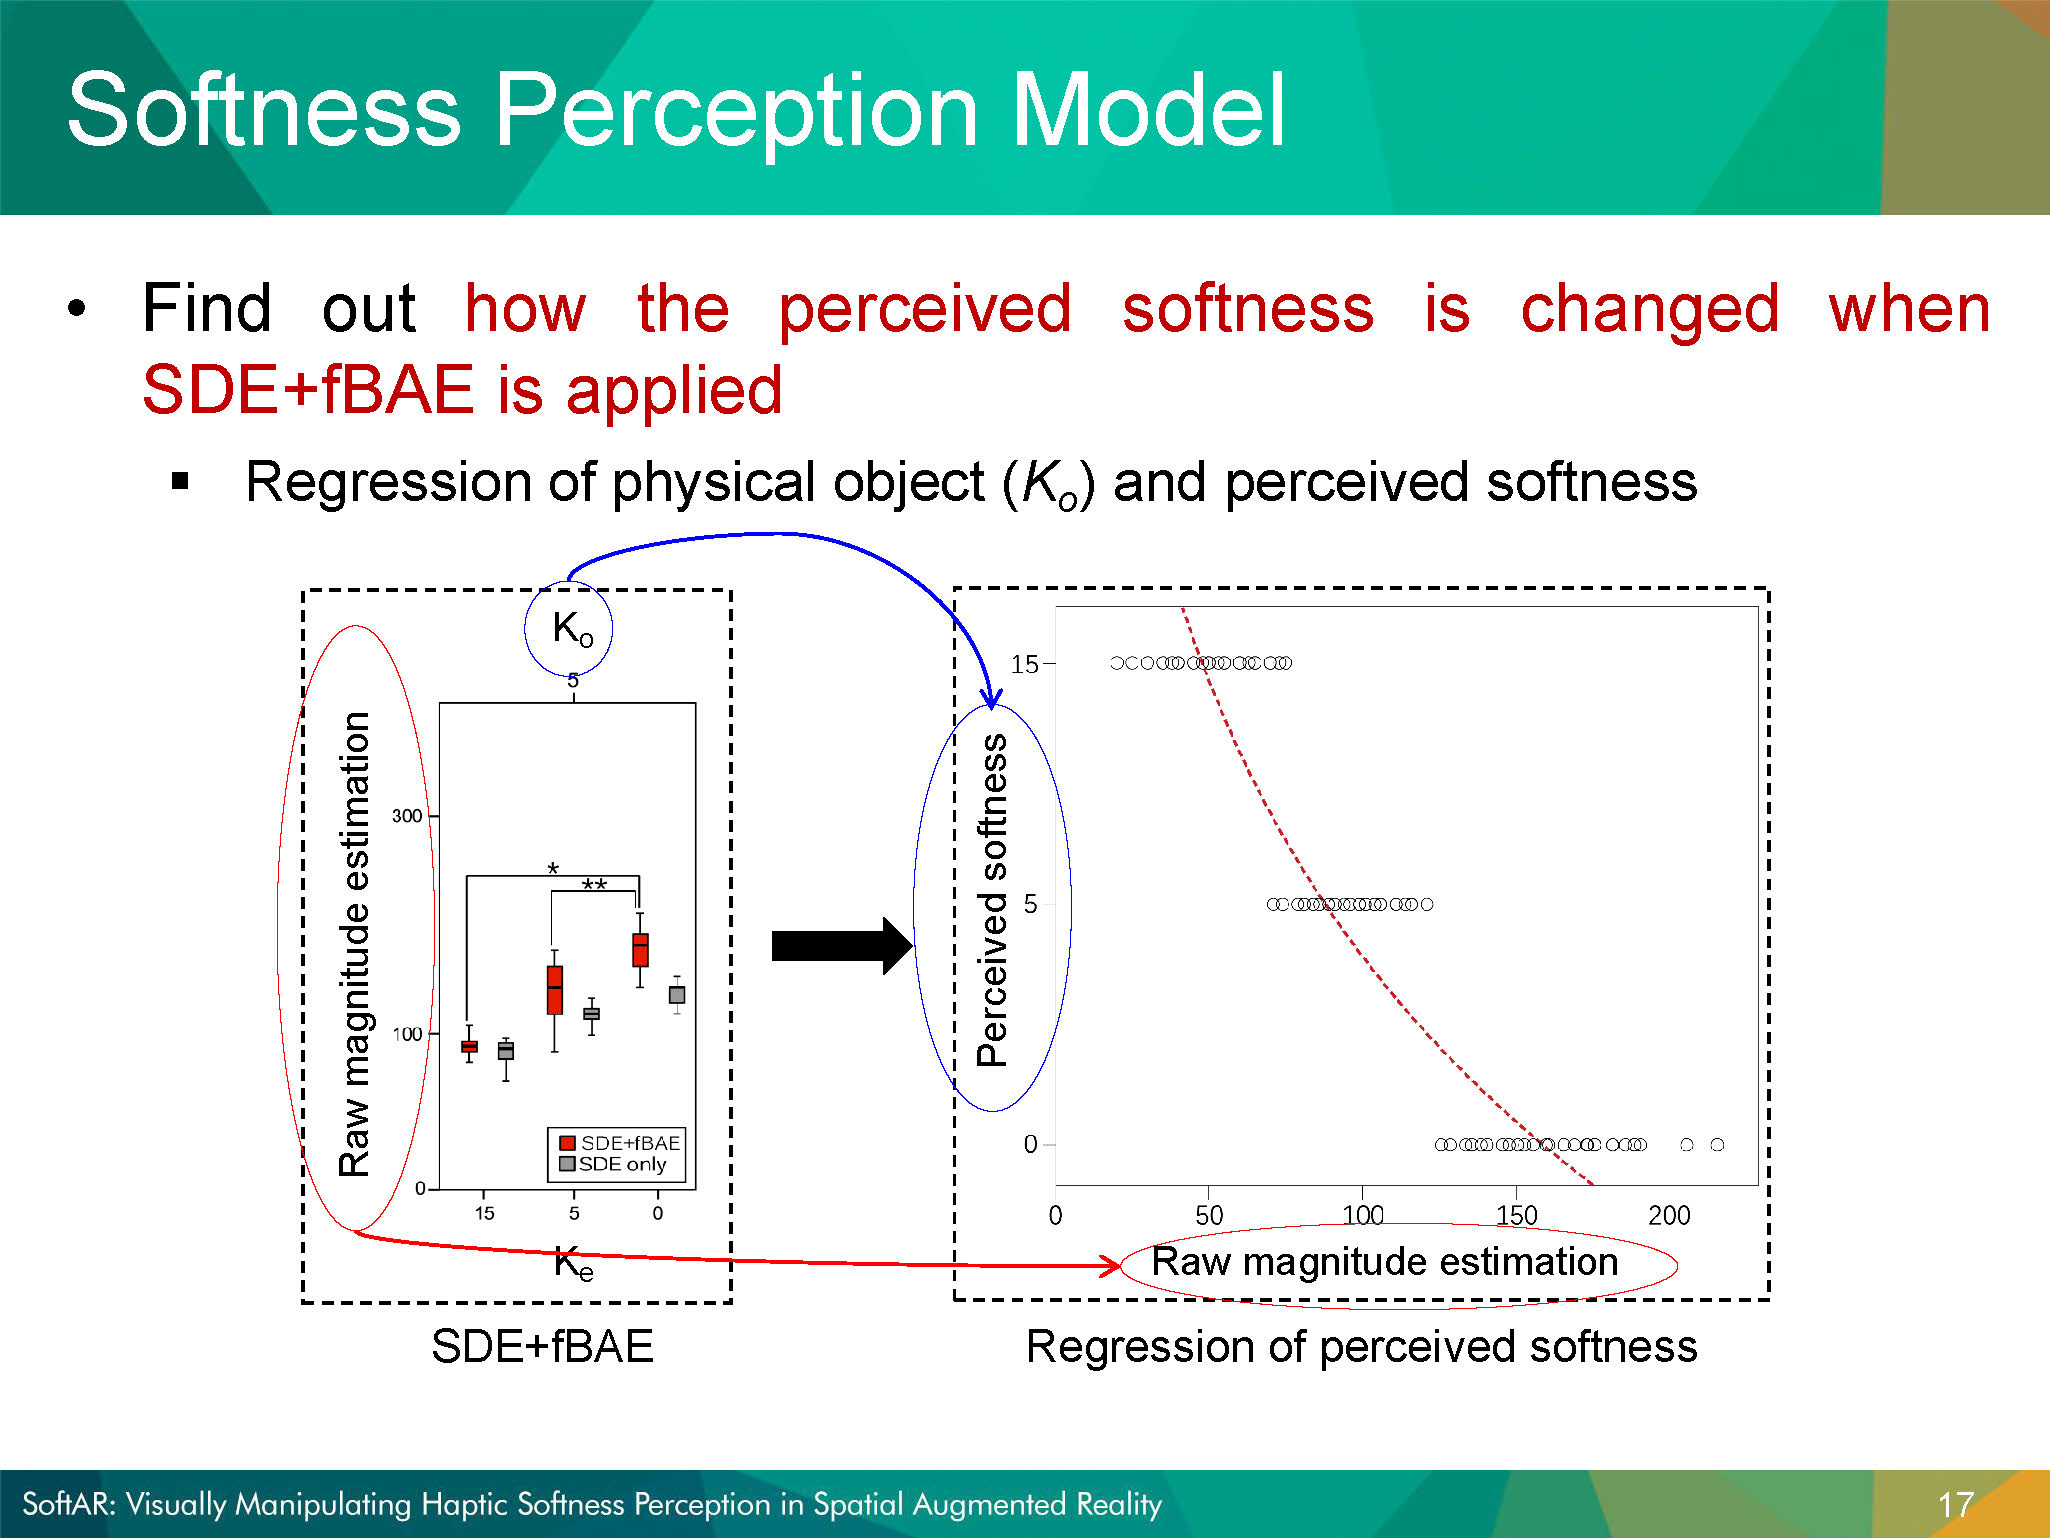 Softness Perception Model
• Find out how the perceived softness is changed when
SDE+fBAE is applied
▪ Regression of physical object (Ko) and perceived softness
Ko
5
Raw magnitude estimation
300
100
0
*
**
SDE+fBAE
SDE only
15 5 0
Ke
SDE+fBAE
Perceived softness
15
5
0
0 50 100 150 200
Raw magnitude estimation
Regression of perceived softness
SoftAR: Visually Manipulating Haptic Softness Perception in Spatial Augmented Reality
17